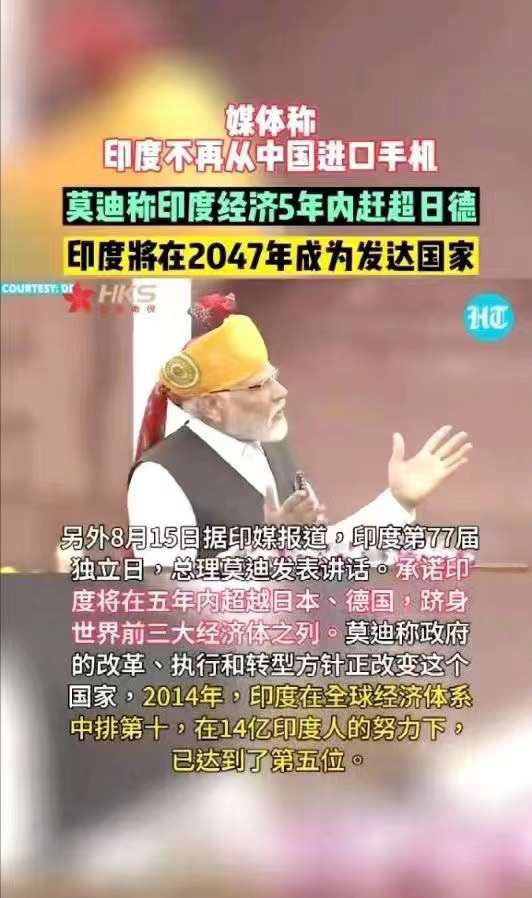 媒体称
印度不再从中国进口手机
莫迪称印度经济5年内赶超日德
印度將在2047年成为发达国家
COURTESY: D
HKS
HT
另外8月15日据印媒报道，印度第77届
独立日，总理莫迪发表讲话。承诺印
度将在五年内超越日本、德国，跻身
世界前三大经济体之列。莫迪称政府
的改革、执行和转型方针正改变这个
国家，2014年，印度在全球经济体系
中排第十，在14亿印度人的努力下，
已达到了第五位。